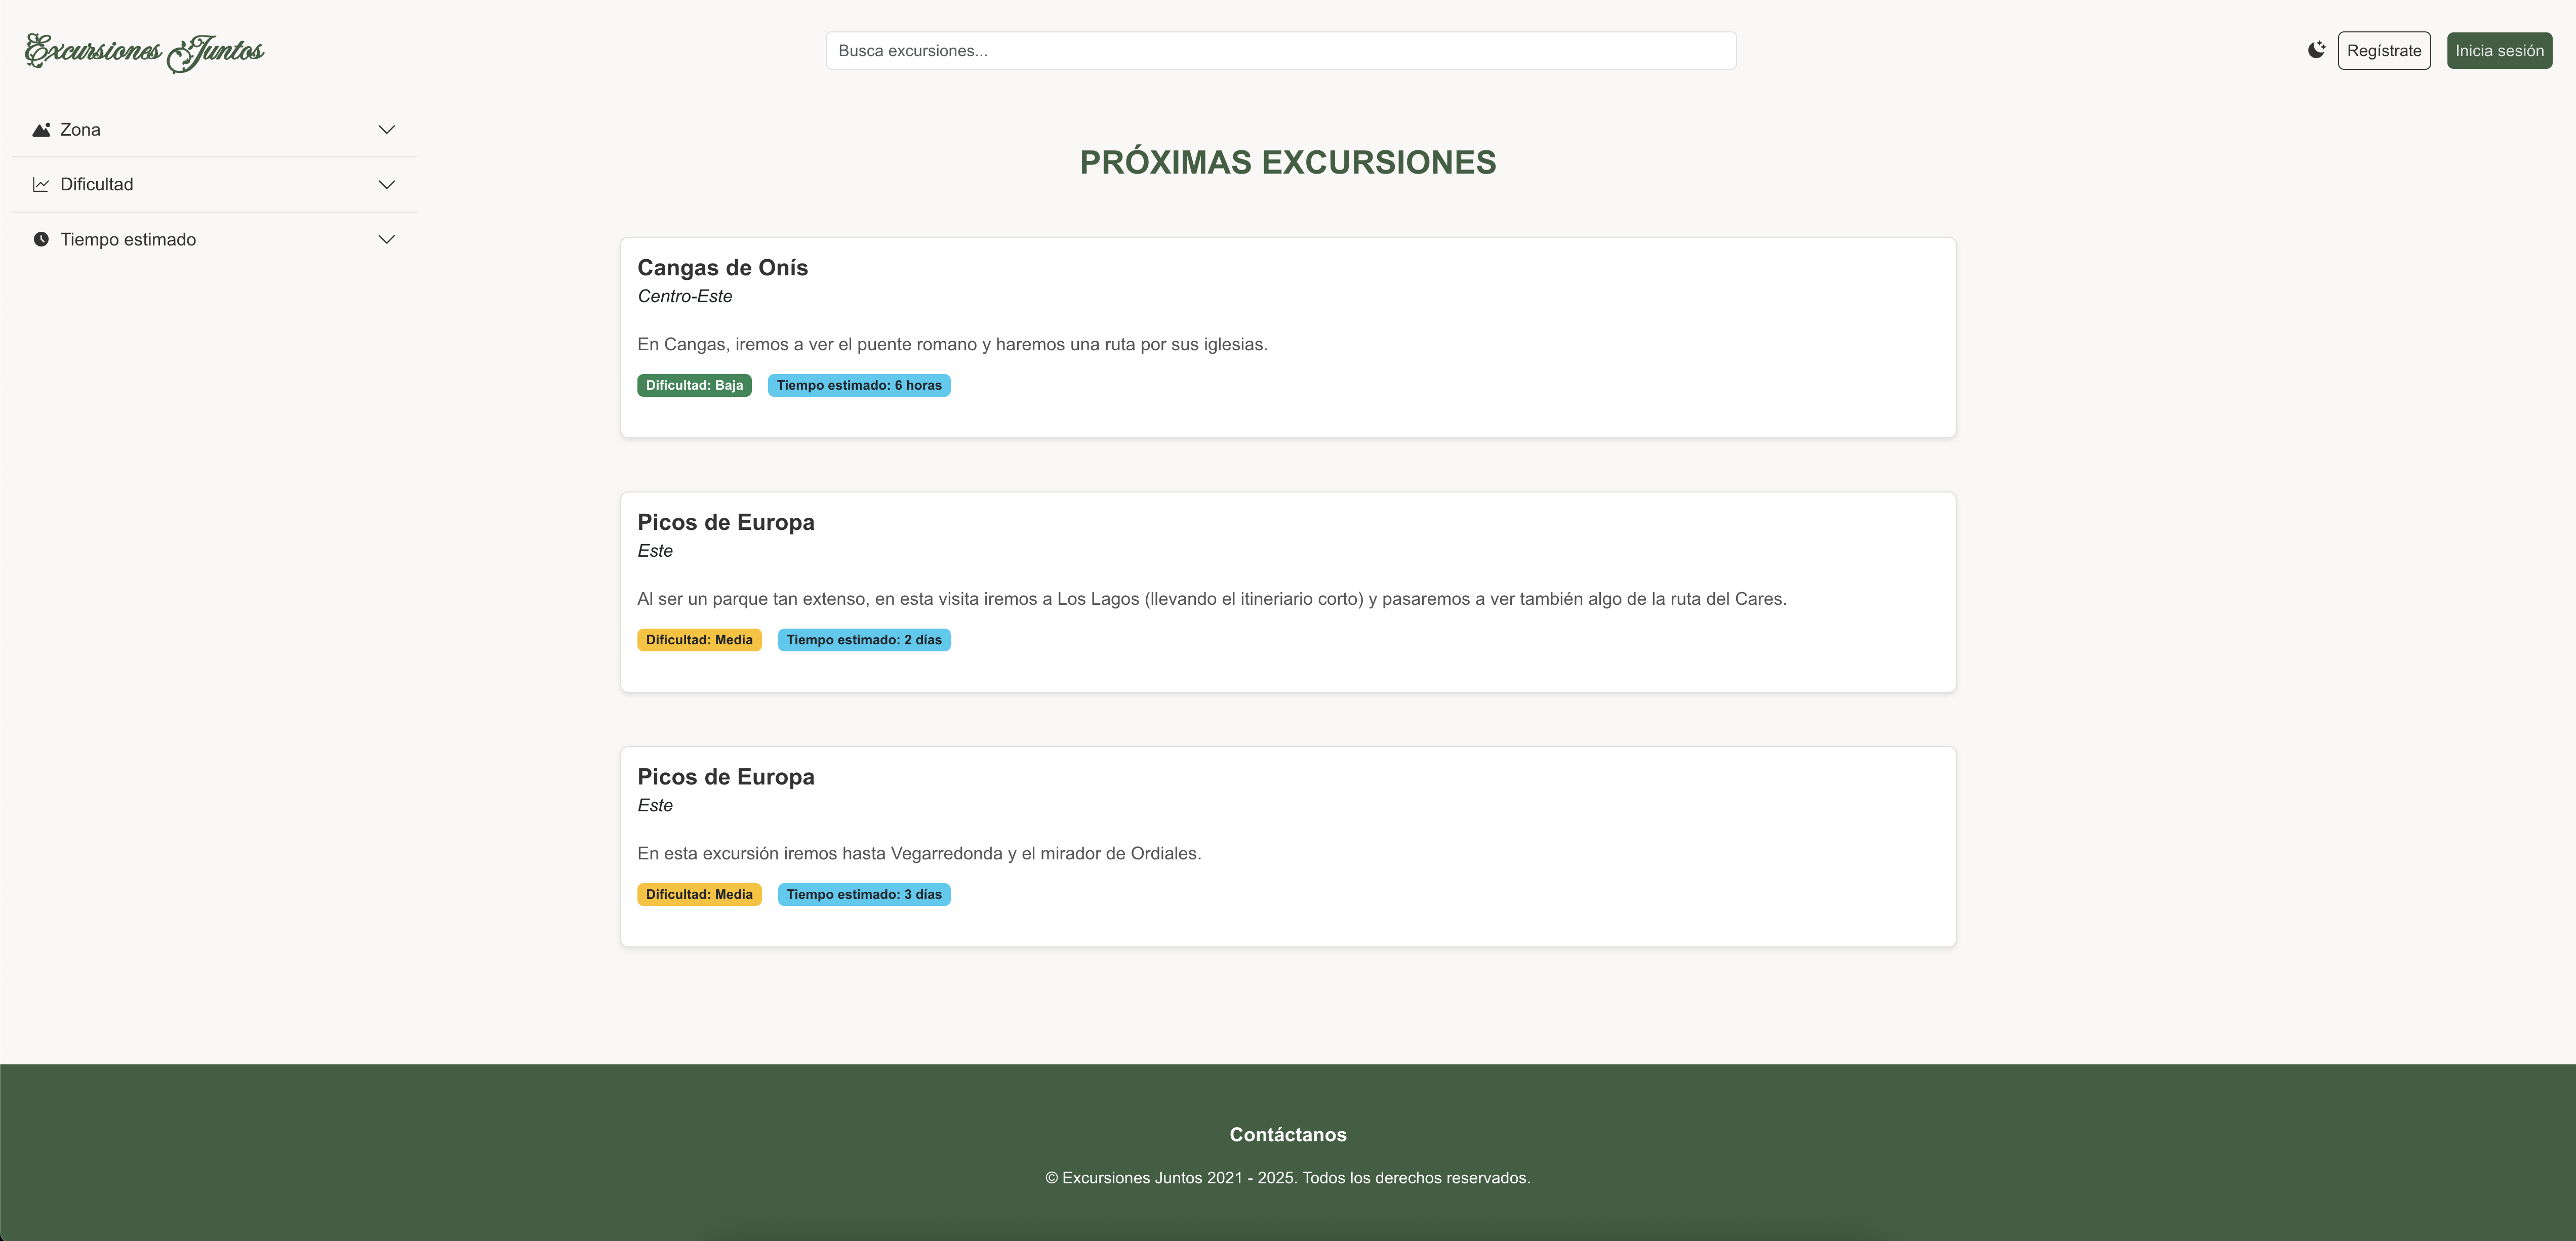 Excursiones Juntos
Busca excursiones...
Regístrate
Inicia sesión
Zona
Dificultad
Tiempo estimado
PRÓXIMAS EXCURSIONES
Cangas de Onís
Centro-Este
En Cangas, iremos a ver el puente romano y haremos una ruta por sus iglesias.
Dificultad: Baja
Tiempo estimado: 6 horas
Picos de Europa
Este
Al ser un parque tan extenso, en esta visita iremos a Los Lagos (llevando el itineriario corto) y pasaremos a ver también algo de la ruta del Cares.
Dificultad: Media
Tiempo estimado: 2 días
Picos de Europa
Este
En esta excursión iremos hasta Vegarredonda y el mirador de Ordiales.
Dificultad: Media
Tiempo estimado: 3 días
Contáctanos
© Excursiones Juntos 2021 - 2025. Todos los derechos reservados.